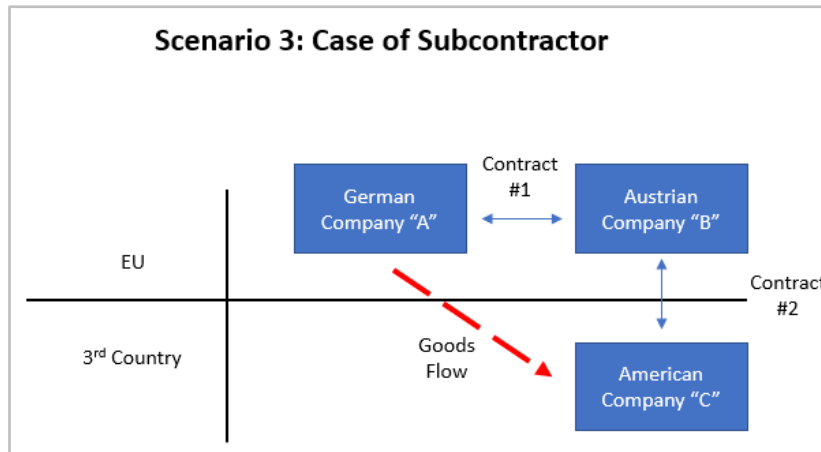 Scenario 3: Case of Subcontractor
Contract
#1
German
Company “A”
Austrian
Company “B”
EU
Contract
#2
3rd Country
Goods
Flow
American
Company “C”